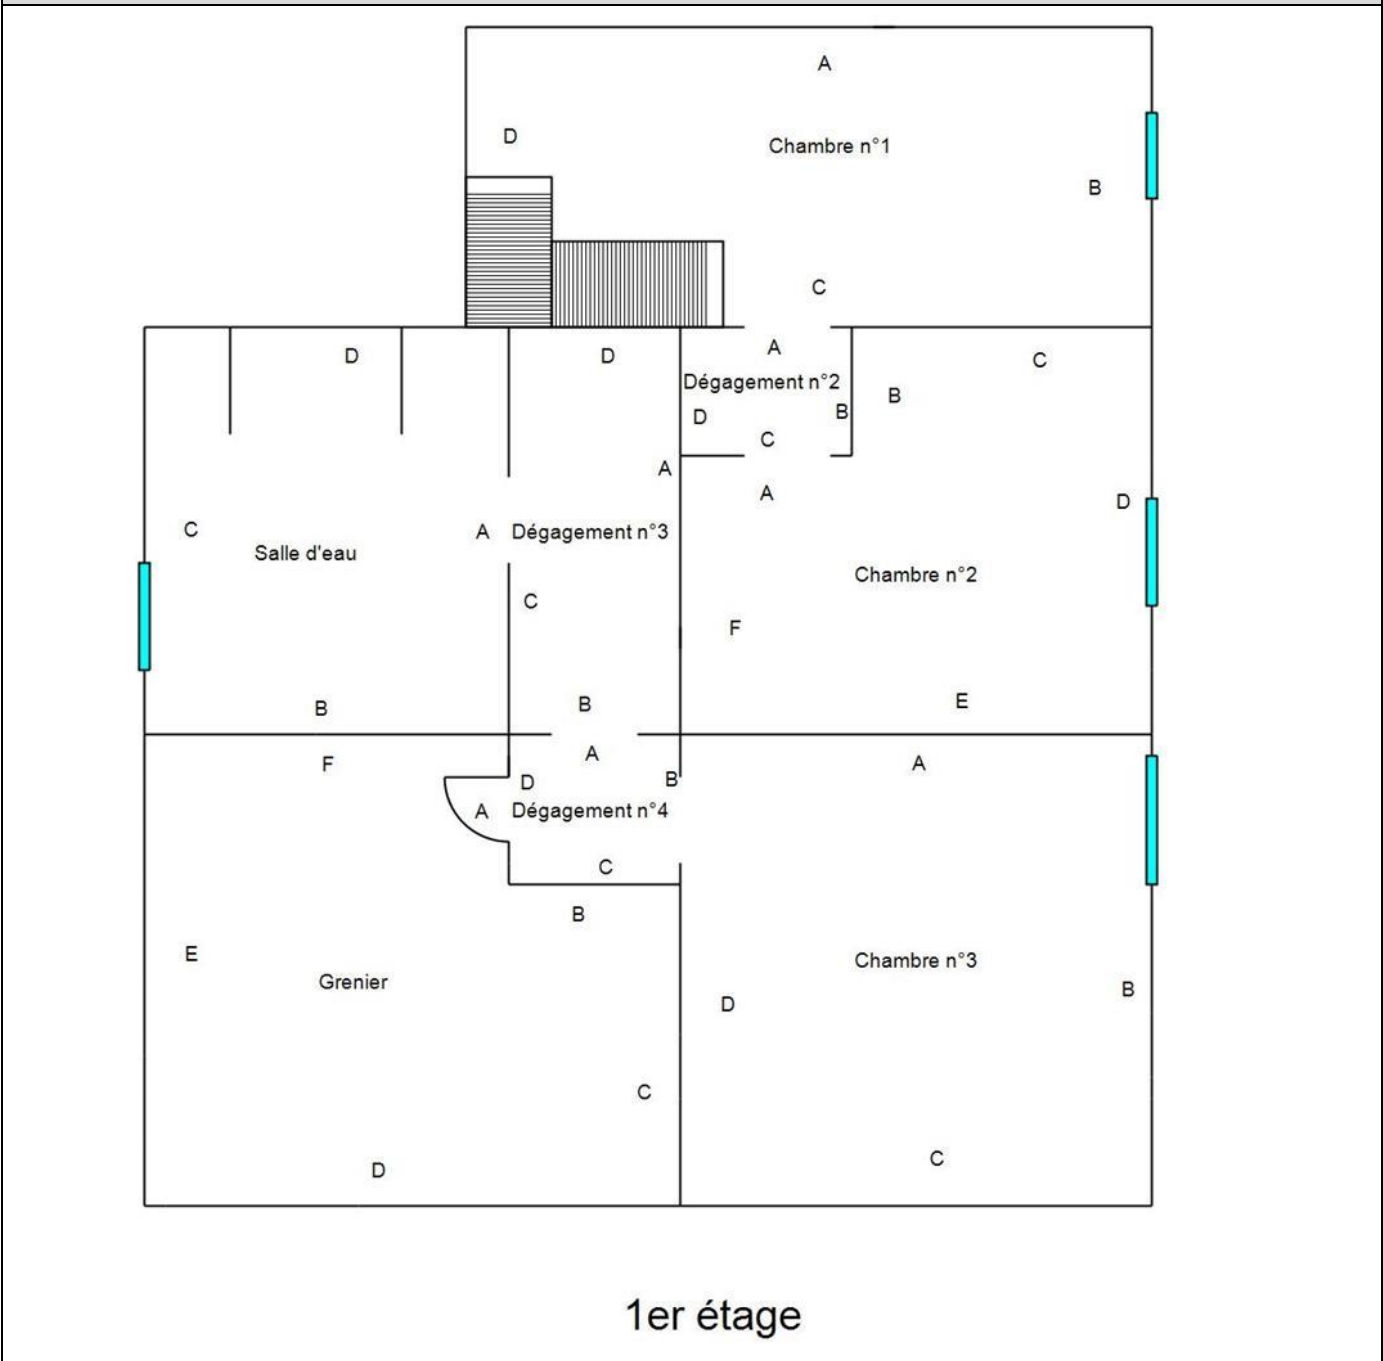 A
D
Chambre n°1
B
C
D
D
A
C
Dégagement n°2
B
D
B
C
A
A
D
C
A
Dégagement n°3
Salle d'eau
Chambre n°2
C
F
B
B
E
F
A
A
D
B
A
Dégagement n°4
C
B
E
Chambre n°3
Grenier
B
D
C
C
D
1er étage